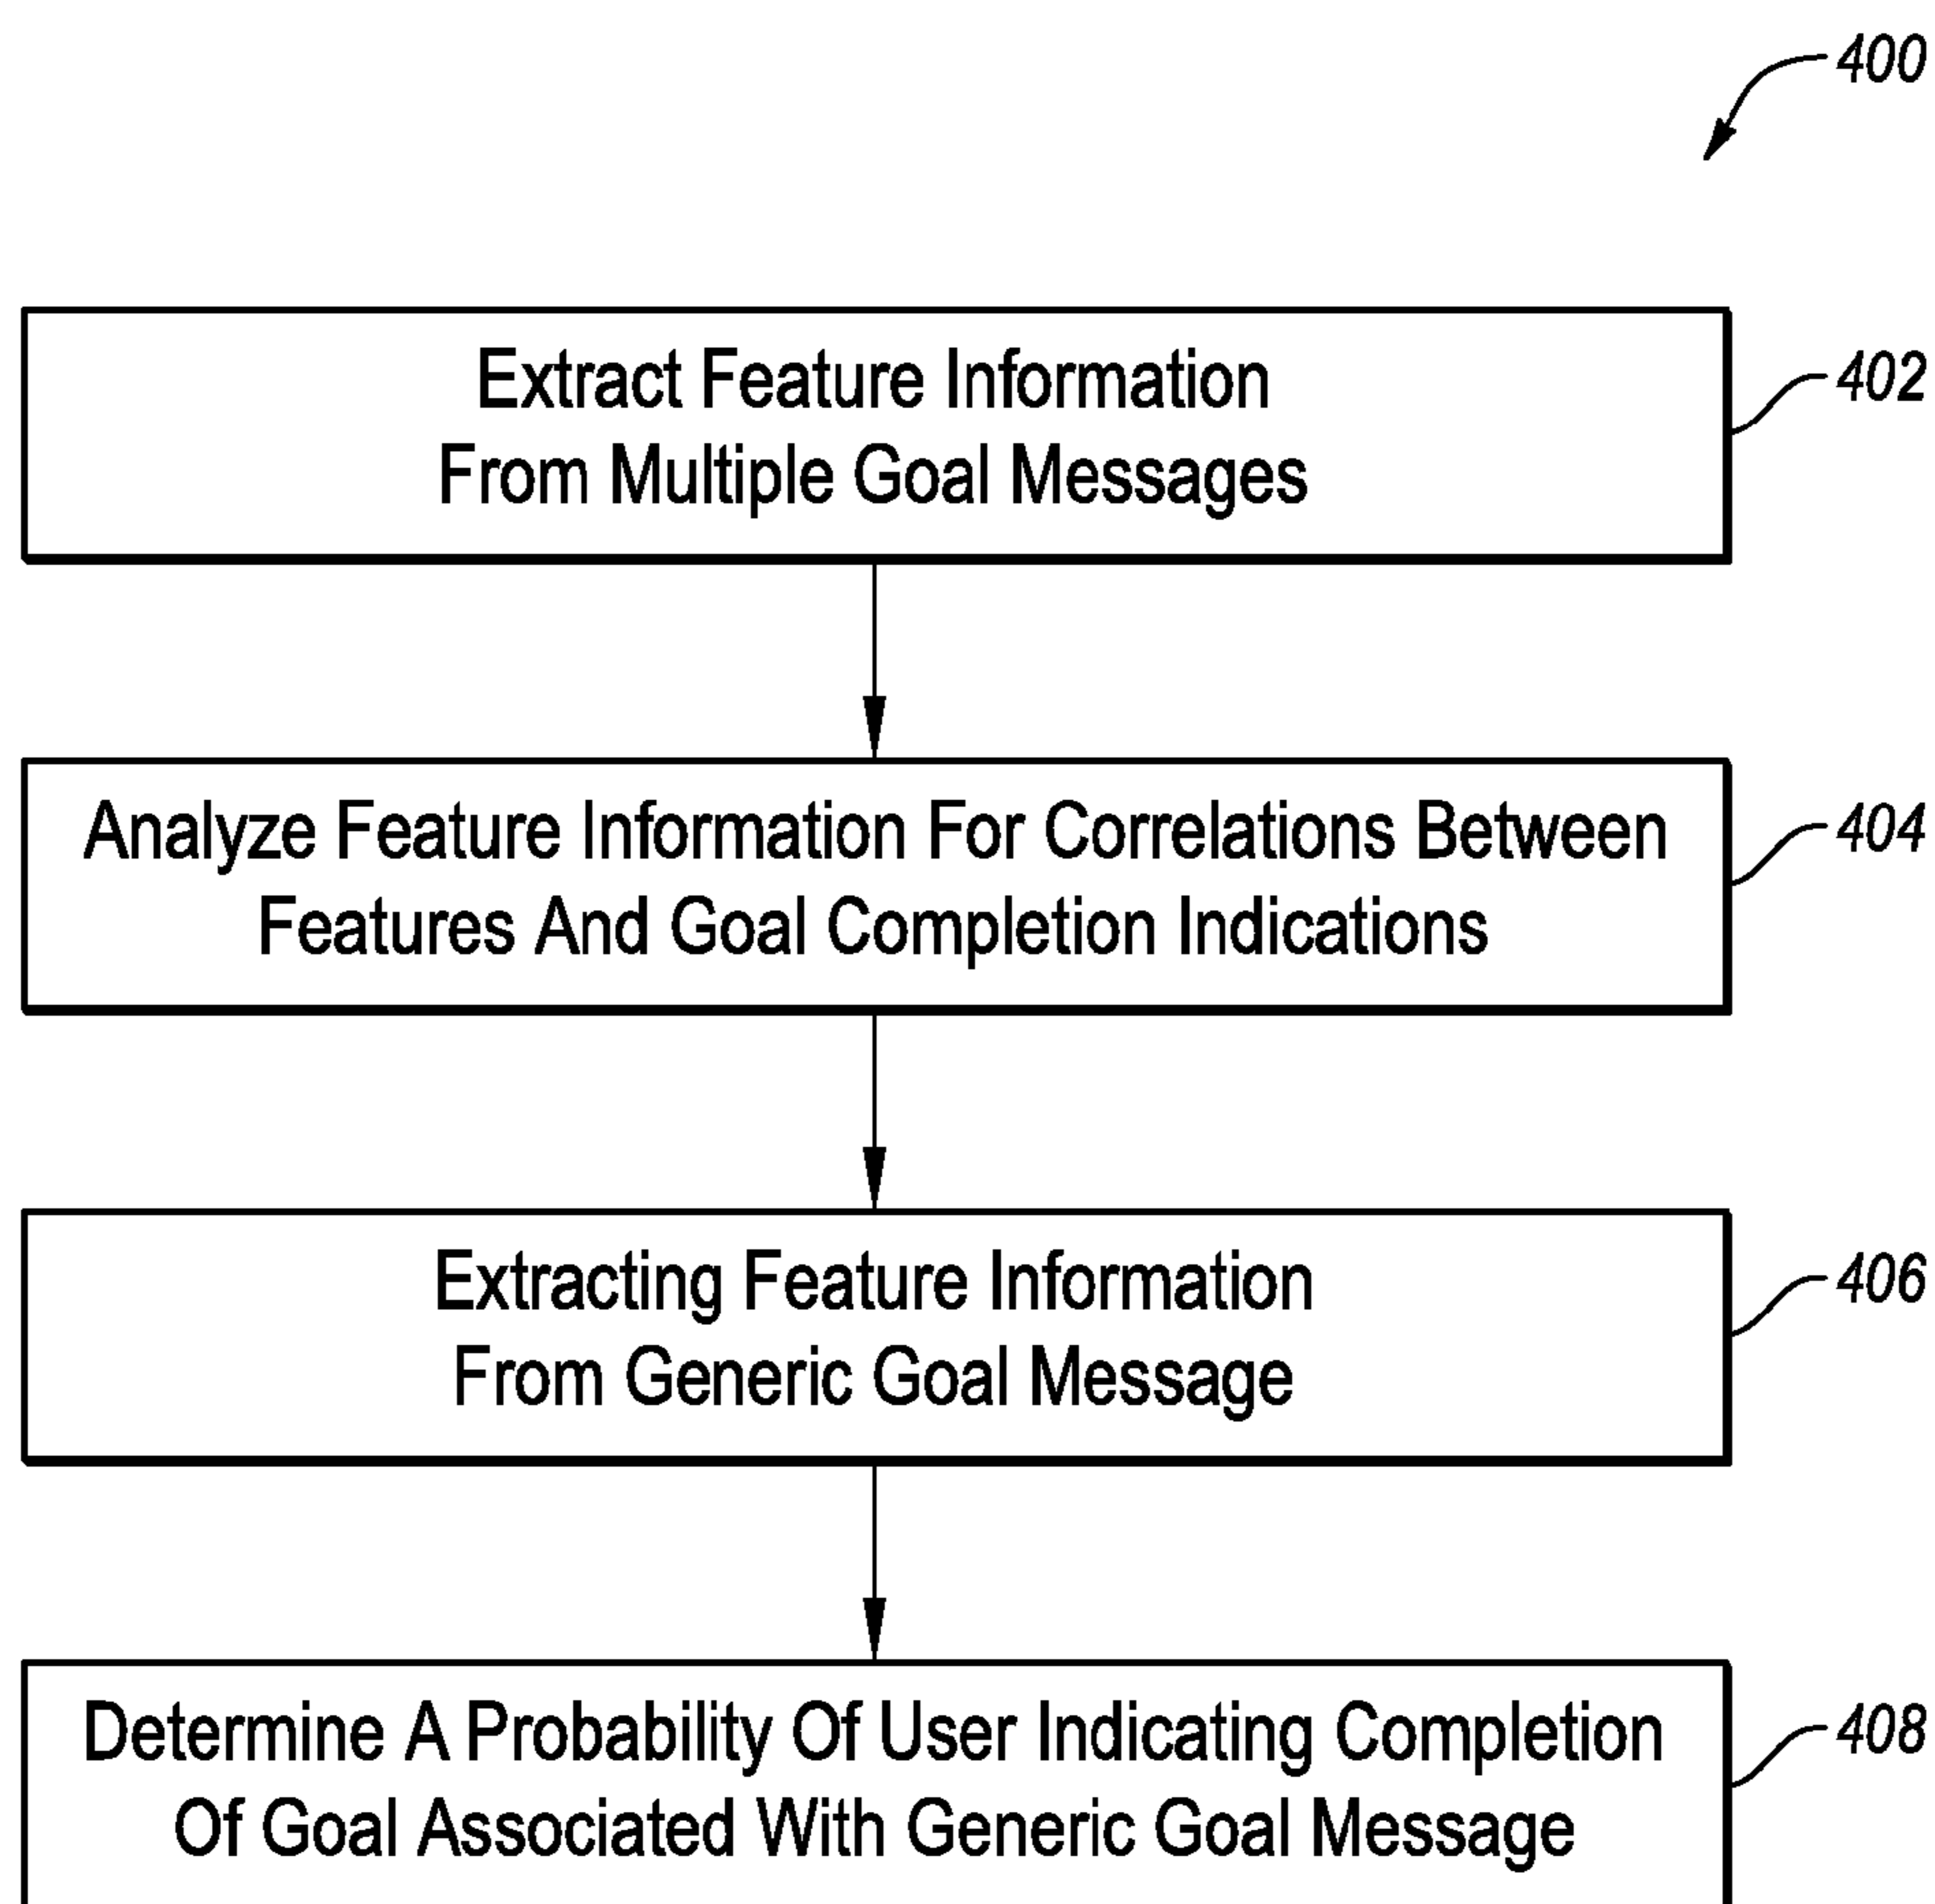 400
Extract Feature Information
From Multiple Goal Messages
402
Analyze Feature Information For Correlations Between
Features And Goal Completion Indications
404
Extracting Feature Information
From Generic Goal Message
406
Determine A Probability Of User Indicating Completion
Of Goal Associated With Generic Goal Message
408